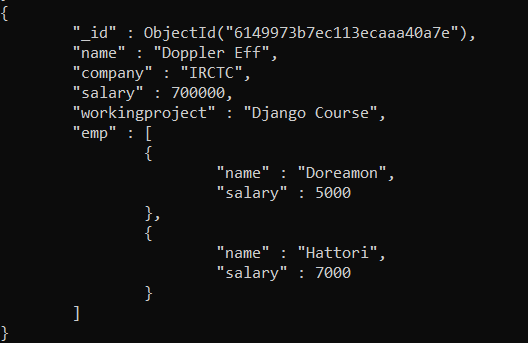 {
"_id" : ObjectId("6149973b7ec113ecaaa40a7e"),
"name" : "Doppler Eff",
"company" : "IRCTC",
"salary" : 700000,
"workingproject" : "Django Course",
"emp" : [
{
"name" : "Doreamon",
"salary" : 5000
},
{
"name" : "Hattori",
"salary" : 7000
}
]
}